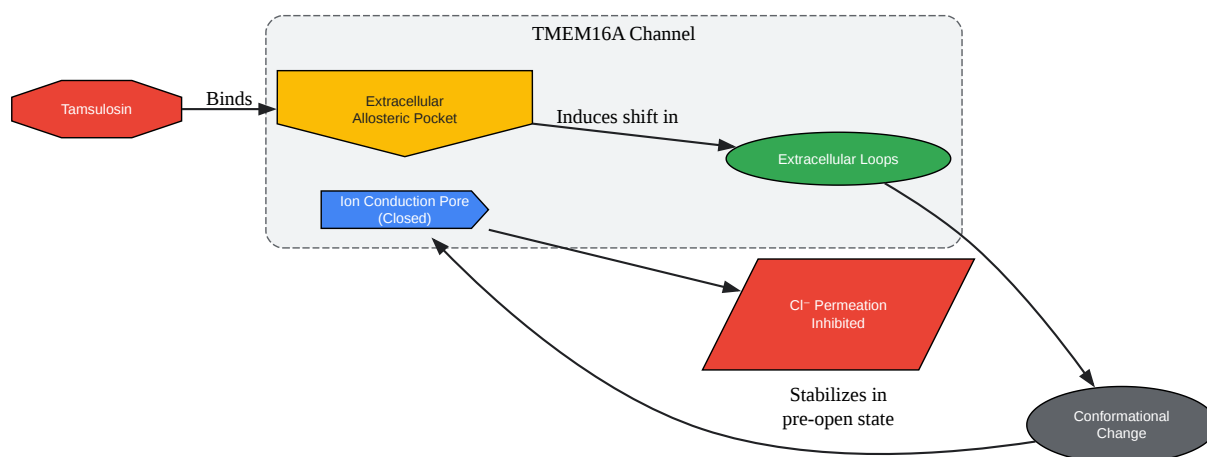 TMEM16A Channel
Tamsulosin
Binds
Extracellular
Allosteric Pocket
Induces shift in
Extracellular Loops
Ion Conduction Pore
(Closed)
Cl⁻ Permeation
Inhibited
Stabilizes in
pre-open state
Conformational
Change